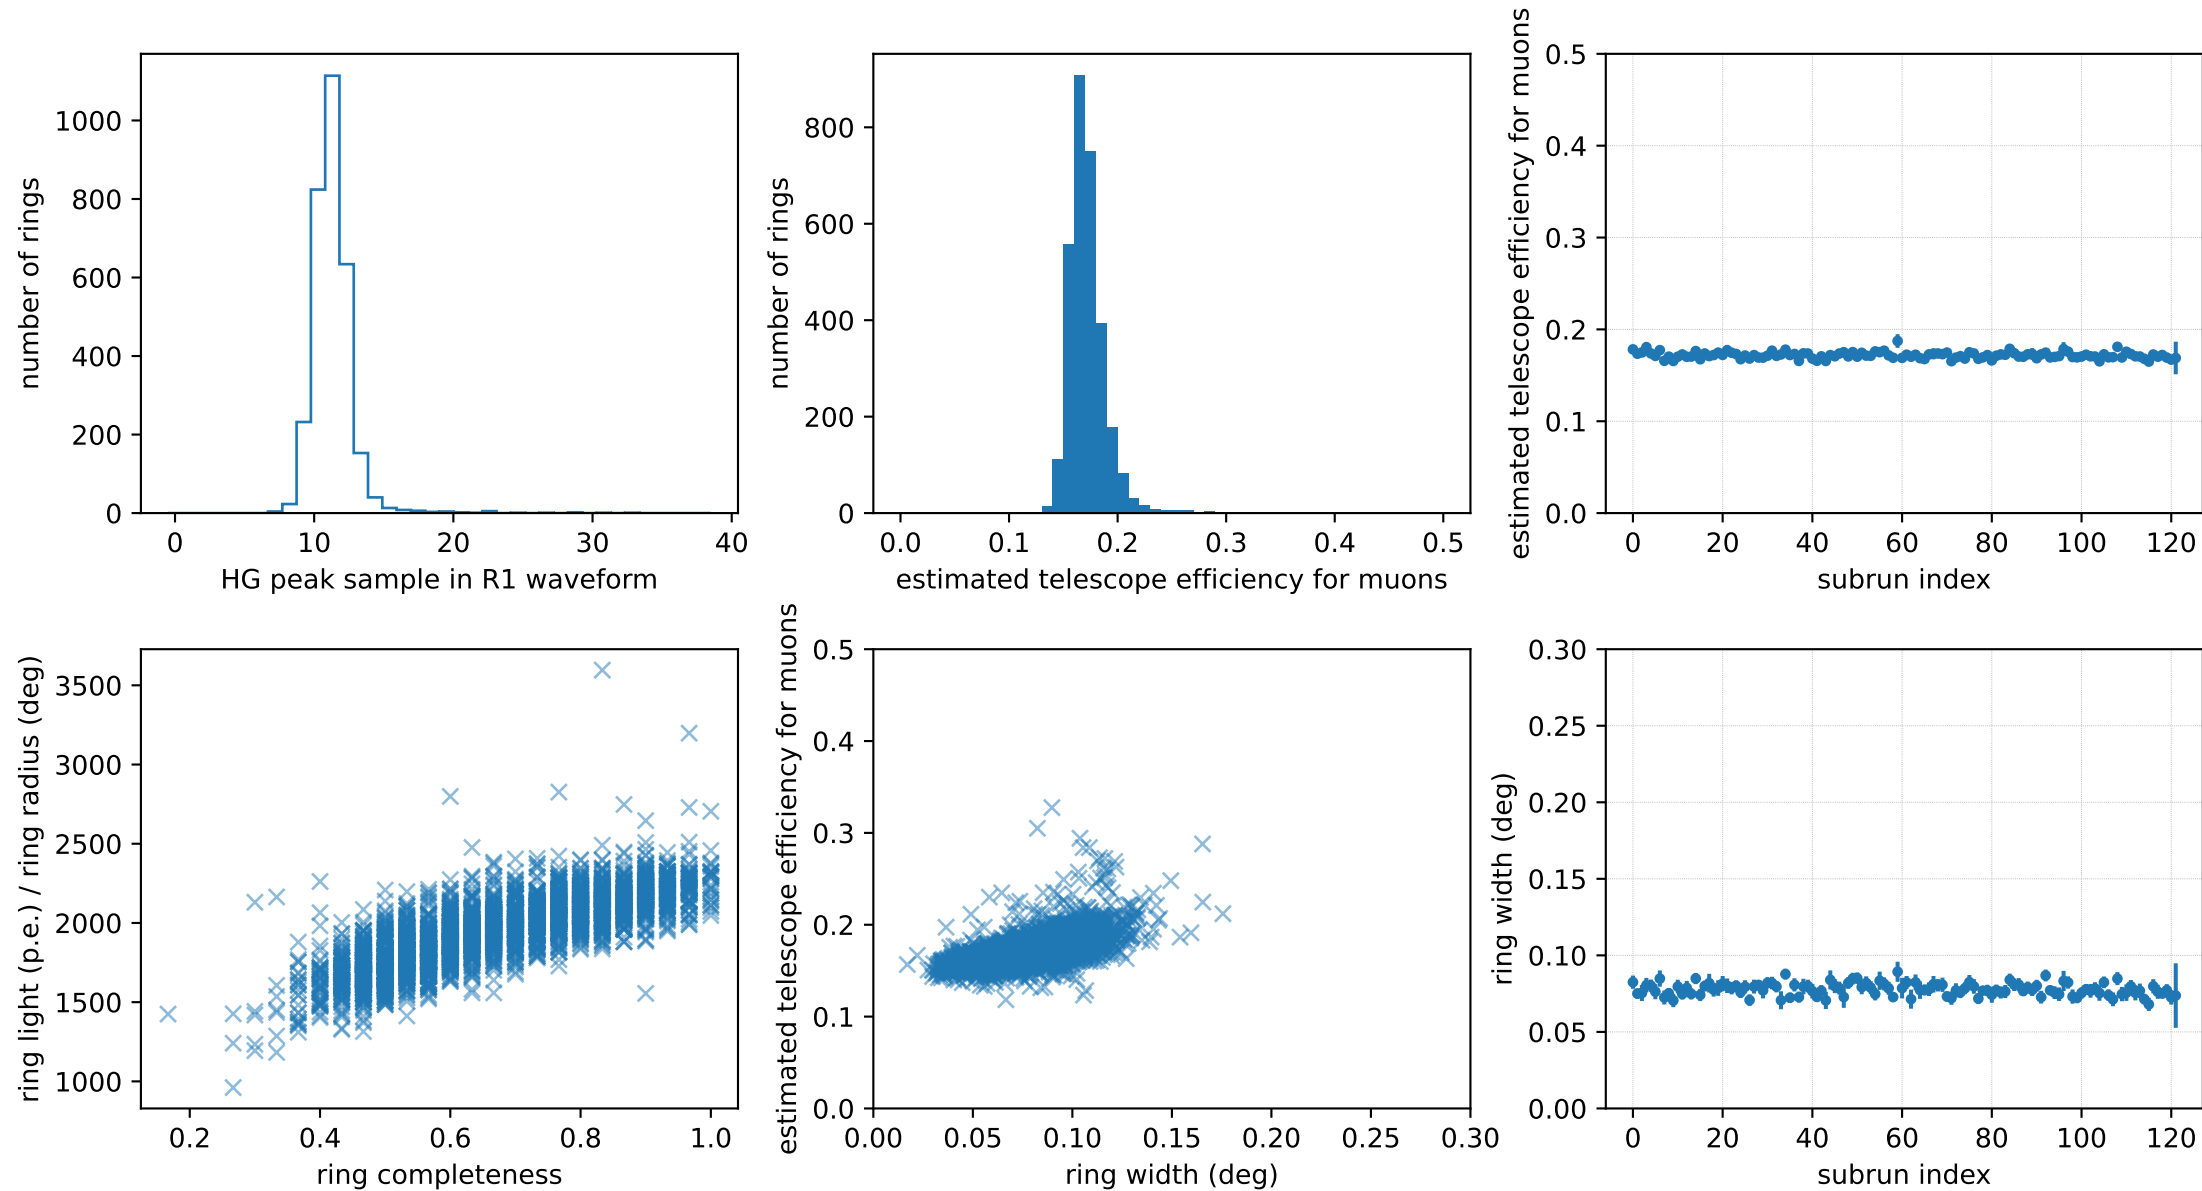 number of rings
1000
800
600
400
200
0
0 10 20 30 40
HG peak sample in R1 waveform
number of rings
800
600
400
200
0
0.0 0.1 0.2 0.3 0.4 0.5
estimated telescope efficiency for muons
estimated telescope efficiency for muons
0.5
0.4
0.3
0.2
0.1
0.0
0 20 40 60 80 100 120
subrun index
ring light (p.e.) / ring radius (deg)
3500
3000
2500
2000
1500
1000
0.2 0.4 0.6 0.8 1.0
ring completeness
estimated telescope efficiency for muons
0.5
0.4
0.3
0.2
0.1
0.0
0.00 0.05 0.10 0.15 0.20 0.25 0.30
ring width (deg)
ring width (deg)
0.30
0.25
0.20
0.15
0.10
0.05
0.00
0 20 40 60 80 100 120
subrun index